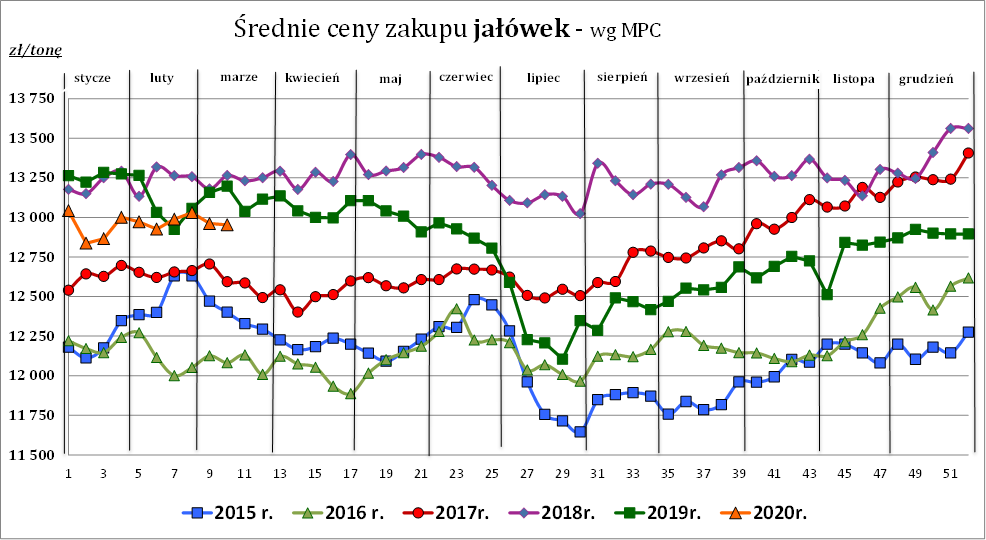 Średnie ceny zakupu jałówek - wg MPC
zł/tonę
stycze luty marze kwiecień maj czerwiec lipiec sierpień wrzesień październik listopa grudzień
13 750
13 500
13 250
13 000
12 750
12 500
12 250
12 000
11 750
11 500
1 3 5 7 9 11 13 15 17 19 21 23 25 27 29 31 33 35 37 39 41 43 45 47 49 51
2015 r. 2016 r. 2017r. 2018r. 2019r. 2020r.